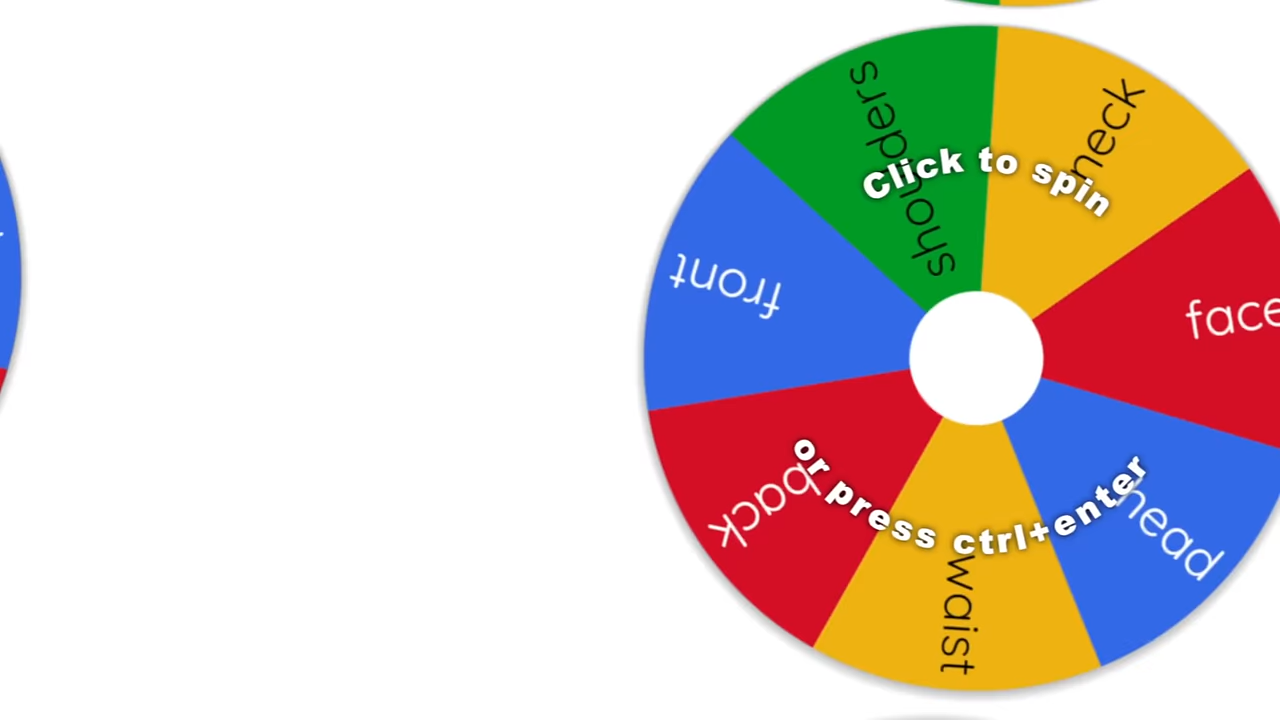 shoulders
neck
Click to spin
front
face
back
or press ctrl+enter
head
waist